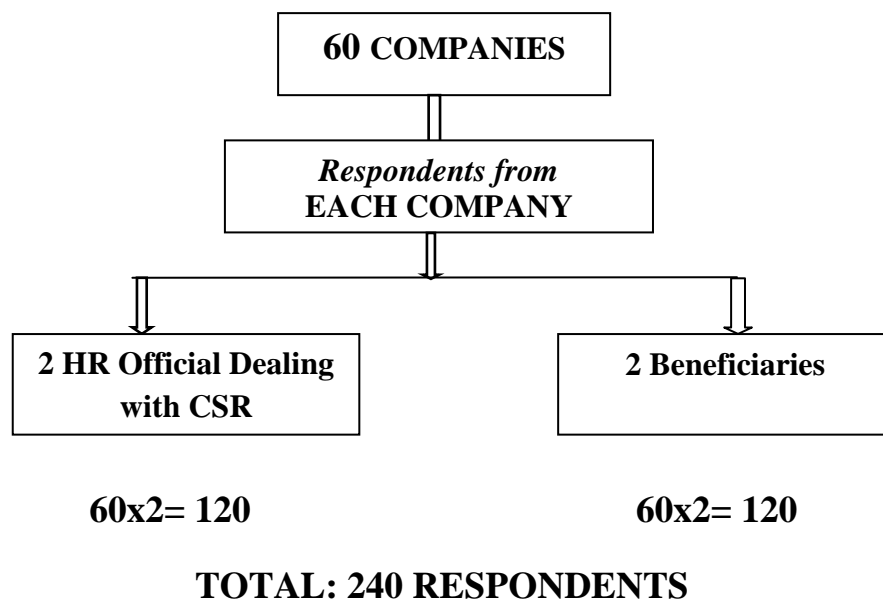 60 COMPANIES
Respondents from
EACH COMPANY
2 HR Official Dealing
with CSR
2 Beneficiaries
60x2= 120
60x2= 120
TOTAL: 240 RESPONDENTS